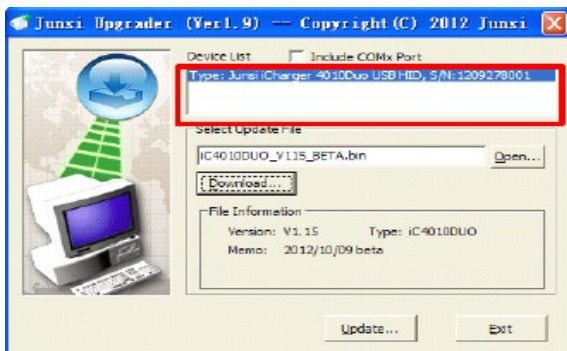 Junsi Upgrader (Ver1.9) -- Copyright(C) 2012 Junsi
Device List Include COMx Port
Type: Junsi iCharger 4010Duo USB HID, S/N:1209278001
Select Update File
iC4010DUO_V115_BETA.bin Open...
Download...
File Information
Version: V1.15 Type: iC4010DUO
Memo: 2012/10/09 beta
Update... Exit